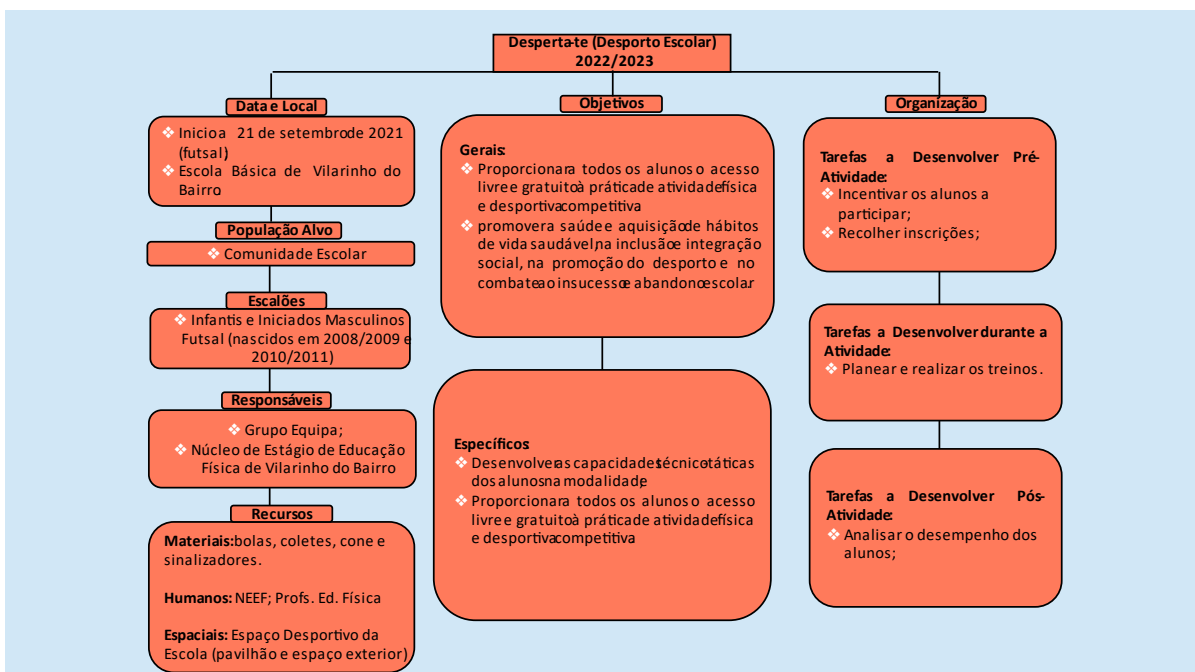 Desperta-te (Desporto Escolar)
2022/2023
Data e Local
❖ Inicio a 21 de setembro de 2021
(futsal)
❖ Escola Básica de Vilarinho do
Bairro
População Alvo
❖ Comunidade Escolar
Escalões
❖ Infantis e Iniciados Masculinos
Futsal (nascidos em 2008/2009 e
2010/2011)
Responsáveis
❖ Grupo Equipa;
❖ Núcleo de Estágio de Educação
Física de Vilarinho do Bairro
Recursos
Materiais: bolas, coletes, cone e
sinalizadores.
Humanos: NEEF; Profs. Ed. Física
Espaciais: Espaço Desportivo da
Escola (pavilhão e espaço exterior)
Objetivos
Gerais:
❖ Proporcionar a todos os alunos o acesso
livre e gratuito à prática de atividade física
e desportiva competitiva
❖ promover a saúde e aquisição de hábitos
de vida saudável, na inclusão e integração
social, na promoção do desporto e no
combate ao insucesso e abandono escolar.
Específicos:
❖ Desenvolver as capacidades técnico-táticas
dos alunos na modalidade;
❖ Proporcionar a todos os alunos o acesso
livre e gratuito à prática de atividade física
e desportiva competitiva
Organização
Tarefas a Desenvolver Pré-
Atividade:
❖ Incentivar os alunos a
participar;
❖ Recolher inscrições;
Tarefas a Desenvolver durante a
Atividade:
❖ Planear e realizar os treinos.
Tarefas a Desenvolver Pós-
Atividade:
❖ Analisar o desempenho dos
alunos;